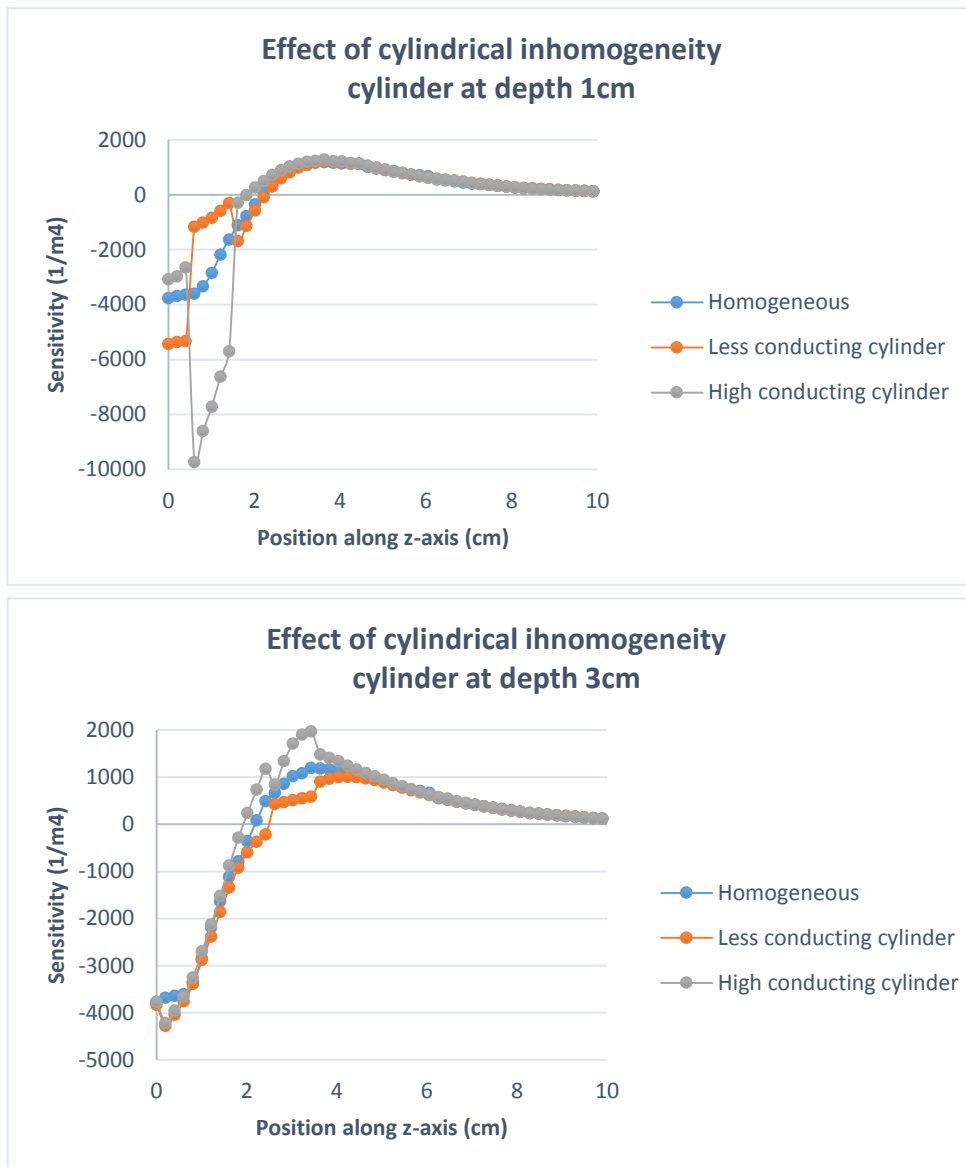 Effect of cylindrical inhomogeneity
cylinder at depth 1cm
2000
0
-2000
-4000
-6000
-8000
-10000
Sensitivity (1/m4)
0 2 4 6 8 10
Position along z-axis (cm)
Homogeneous
Less conducting cylinder
High conducting cylinder
Effect of cylindrical ihnomogeneity
cylinder at depth 3cm
2000
1000
0
-1000
-2000
-3000
-4000
-5000
Sensitivity (1/m4)
0 2 4 6 8 10
Position along z-axis (cm)
Homogeneous
Less conducting cylinder
High conducting cylinder